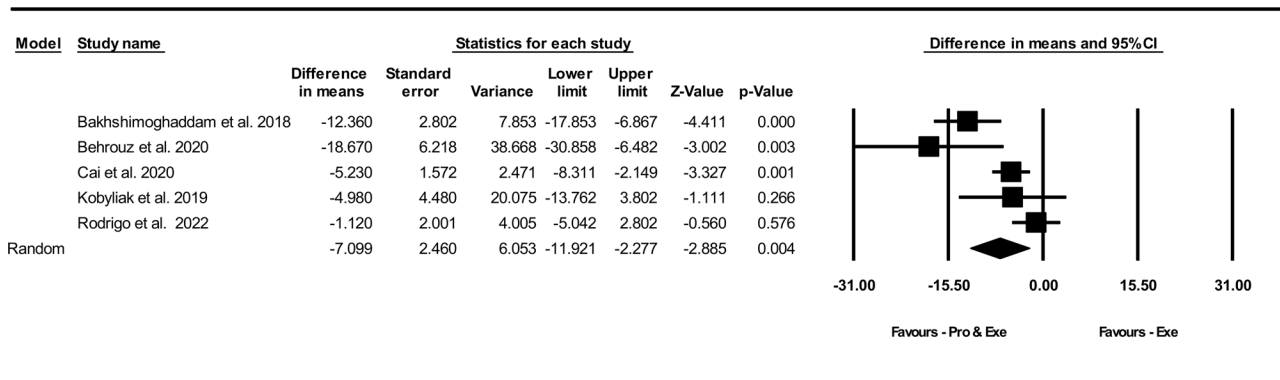 Model Study name Statistics for each study Difference in means and 95%CI
Difference Standard Lower Upper
in means error Variance limit limit Z-Value p-Value
Bakhshimoghaddam et al. 2018 -12.360 2.802 7.853 -17.853 -6.867 -4.411 0.000
Behrouz et al. 2020 -18.670 6.218 38.668 -30.858 -6.482 -3.002 0.003
Cai et al. 2020 -5.230 1.572 2.471 -8.311 -2.149 -3.327 0.001
Kobyliak et al. 2019 -4.980 4.480 20.075 -13.762 3.802 -1.111 0.266
Rodrigo et al. 2022 -1.120 2.001 4.005 -5.042 2.802 -0.560 0.576
Random -7.099 2.460 6.053 -11.921 -2.277 -2.885 0.004
-31.00 -15.50 0.00 15.50 31.00
Favours - Pro & Exe Favours - Exe